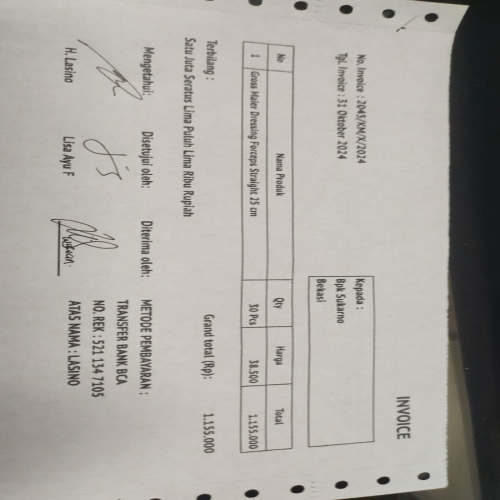 INVOICE
No. Invoice : 2045/KM/X/2024
Tgl. Invoice : 31 Oktober 2024
Kepada :
Bpk Sukarno
Bekasi
No Nama Produk Qty Harga Total
1 Gross Maier Dressing Forceps Straight 25 cm 30 Pcs 38.500 1.155.000
Grand total (Rp): 1.155.000
Terbilang :
Satu Juta Seratus Lima Puluh Lima Ribu Rupiah
Mengetahui: Disetujui oleh: Diterima oleh:
H. Lasino Lisa Ayu F
METODE PEMBAYARAN :
TRANSFER BANK BCA
NO. REK : 521 134 7105
ATAS NAMA : LASINO